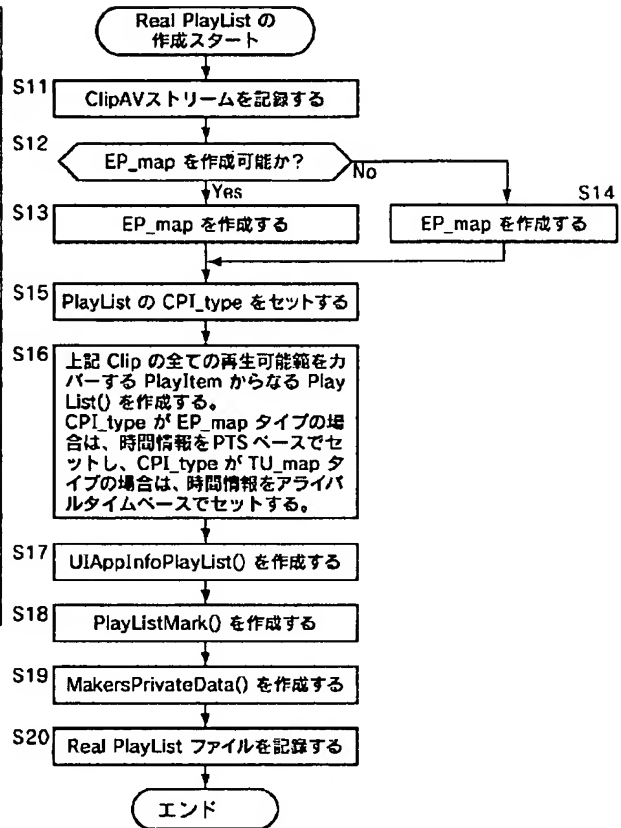 Real PlayList の
作成スタート
S11
ClipAVストリームを記録する
S12
EP_map を作成可能か？
No
Yes
S13
EP_map を作成する
S14
EP_map を作成する
S15
PlayList の CPI_type をセットする
S16
上記 Clip の全ての再生可能範をカ
バーする PlayItem からなる Play
List() を作成する。
CPI_type が EP_map タイプの場
合は、時間情報をPTS ベースでセ
ットし、CPI_type が TU_map タ
イプの場合は、時間情報をアライバ
ルタイムベースでセットする。
S17
UIAppInfoPlayList() を作成する
S18
PlayListMark() を作成する
S19
MakersPrivateData() を作成する
S20
Real PlayList ファイルを記録する
エンド